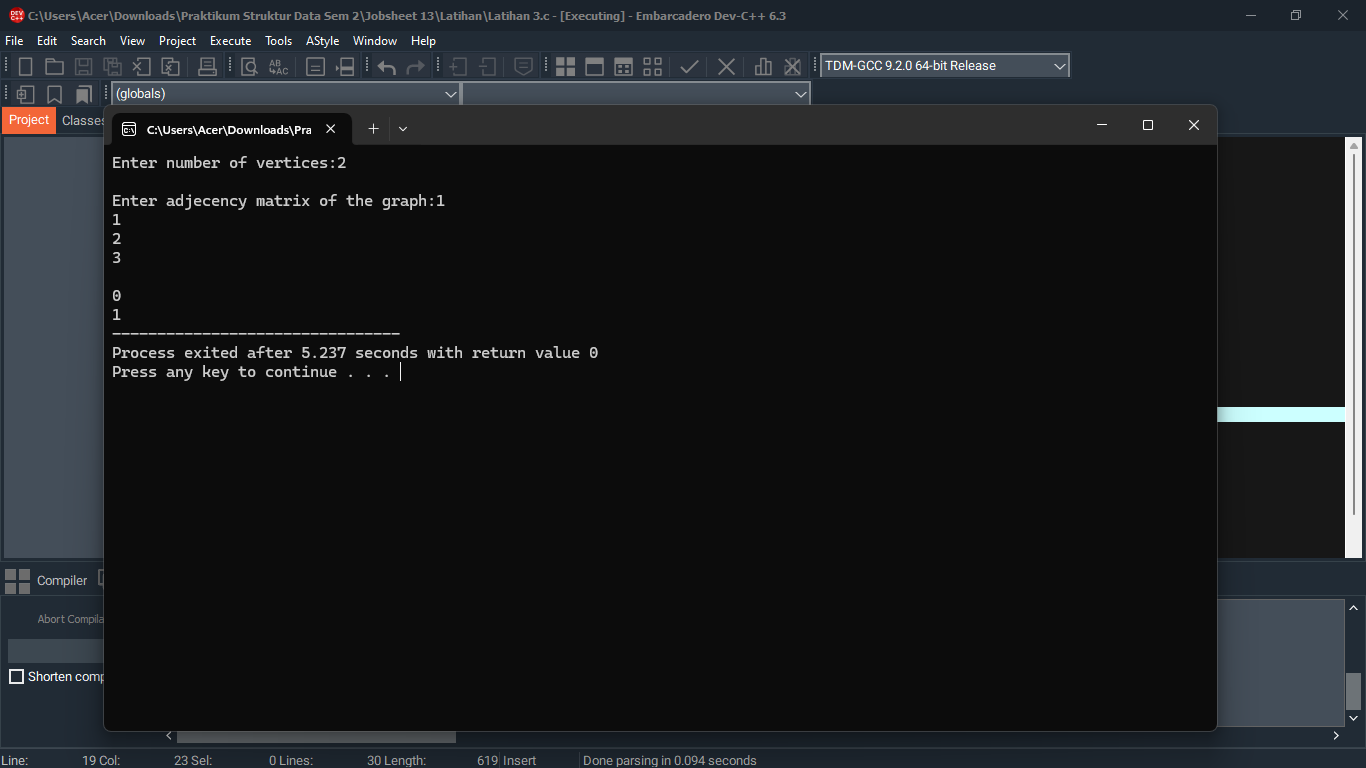 C:\Users\Acer\Downloads\Praktikum Struktur Data Sem 2\Jobsheet 13\Latihan\Latihan 3.c - [Executing] - Embarcadero Dev-C++ 6.3
File Edit Search View Project Execute Tools AStyle Window Help
TDM-GCC 9.2.0 64-bit Release
(globals)
Project Classes
C:\Users\Acer\Downloads\Pra
Enter number of vertices:2
Enter adjecency matrix of the graph:1
1
2
3
0
1
--------------------------------
Process exited after 5.237 seconds with return value 0
Press any key to continue . . .
Compiler
Abort Compila
Shorten comp
Line: 19 Col: 23 Sel: 0 Lines: 30 Length: 619 Insert Done parsing in 0.094 seconds